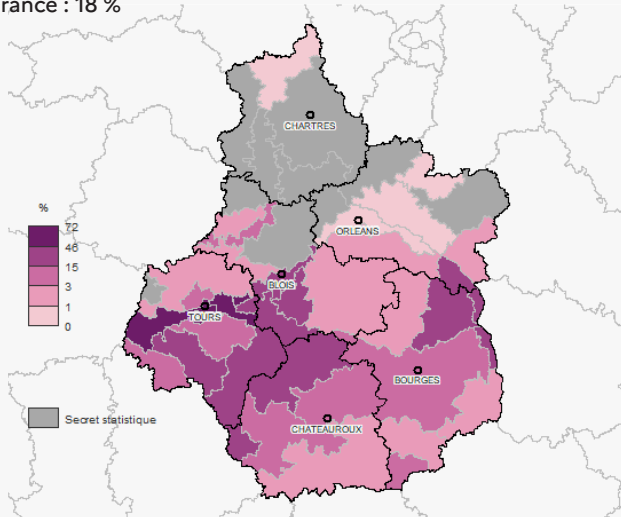 rance : 18 %
CHARTRES
ORLEANS
%
72
46
15
3
1
0
BLOIS
TOURS
BOURGES
Secret statistique
CHATEAUROUX